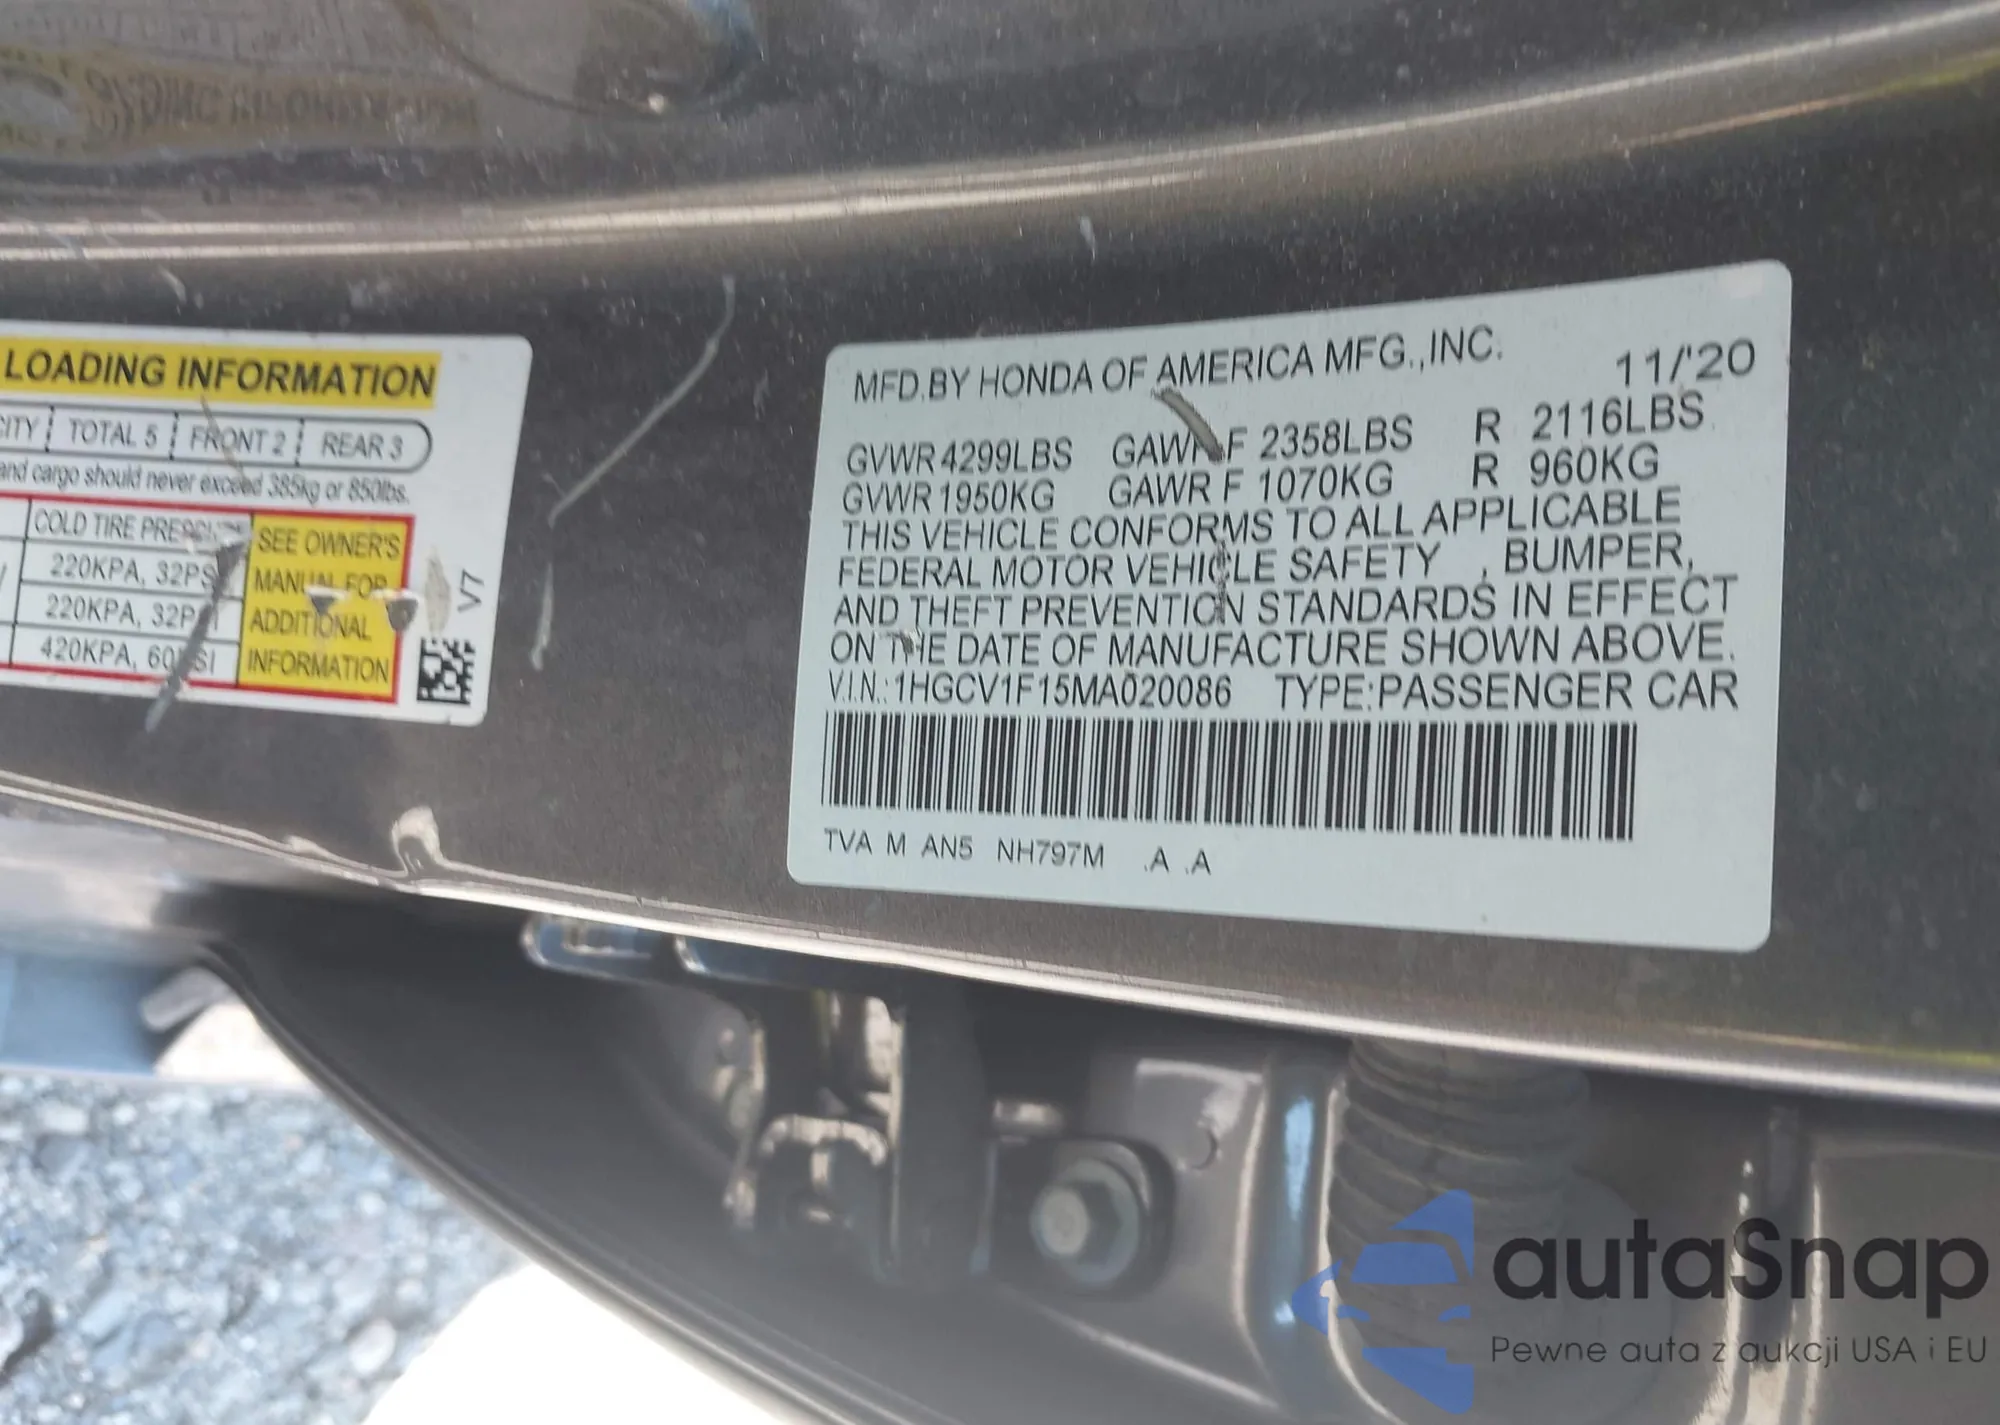 LOADING INFORMATION
CITY TOTAL 5 FRONT 2 REAR 3
and cargo should never exceed 385kg or 850lbs.
COLD TIRE PRESSURE
220KPA, 32PSI
220KPA, 32PSI
420KPA, 60PSI
SEE OWNER'S
MANUAL FOR
ADDITIONAL
INFORMATION
V7
MFD.BY HONDA OF AMERICA MFG.,INC. 11/'20
GVWR 4299LBS GAWR F 2358LBS R 2116LBS
GVWR 1950KG GAWR F 1070KG R 960KG
THIS VEHICLE CONFORMS TO ALL APPLICABLE
FEDERAL MOTOR VEHICLE SAFETY , BUMPER,
AND THEFT PREVENTION STANDARDS IN EFFECT
ON THE DATE OF MANUFACTURE SHOWN ABOVE.
V.I.N.: 1HGCV1F15MA020086 TYPE:PASSENGER CAR
TVA M AN5 NH797M .A .A
autaSnap
Pewne auta z aukcji USA i EU